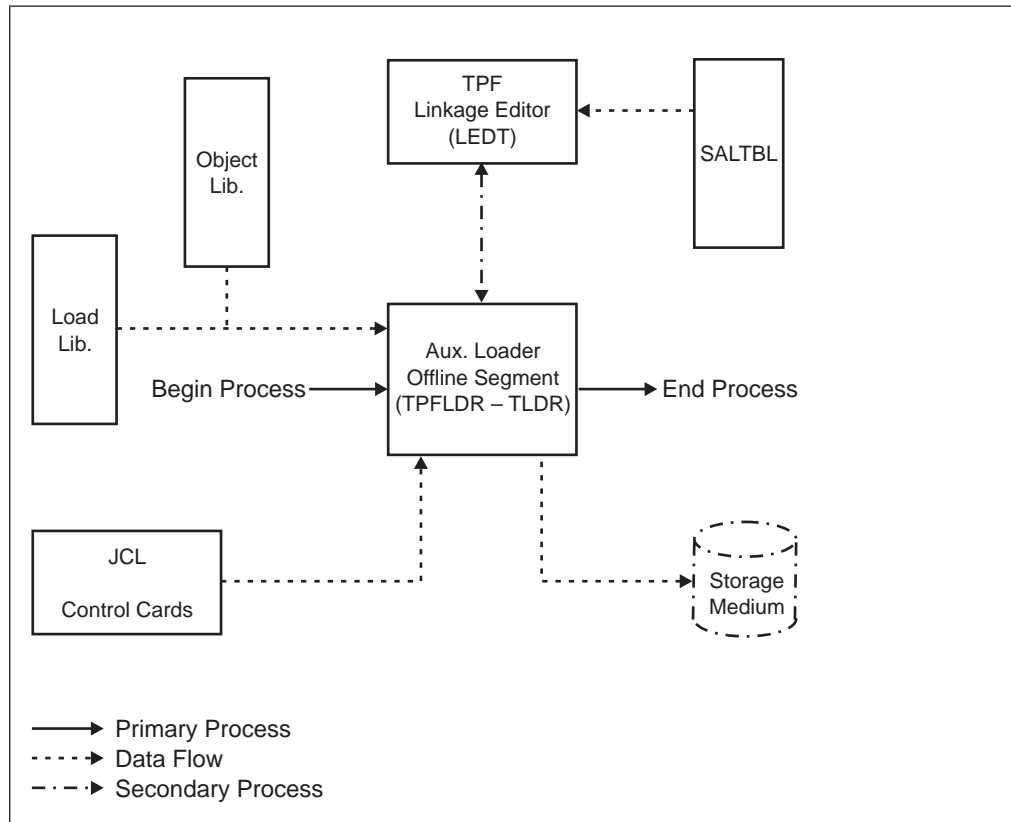 TPF
Linkage Editor
(LEDT)
SALTBL
Object
Lib.
Load
Lib.
Aux. Loader
Offline Segment
(TPFLDR – TLDR)
Begin Process
End Process
JCL
Control Cards
Storage
Medium
Primary Process
Data Flow
Secondary Process